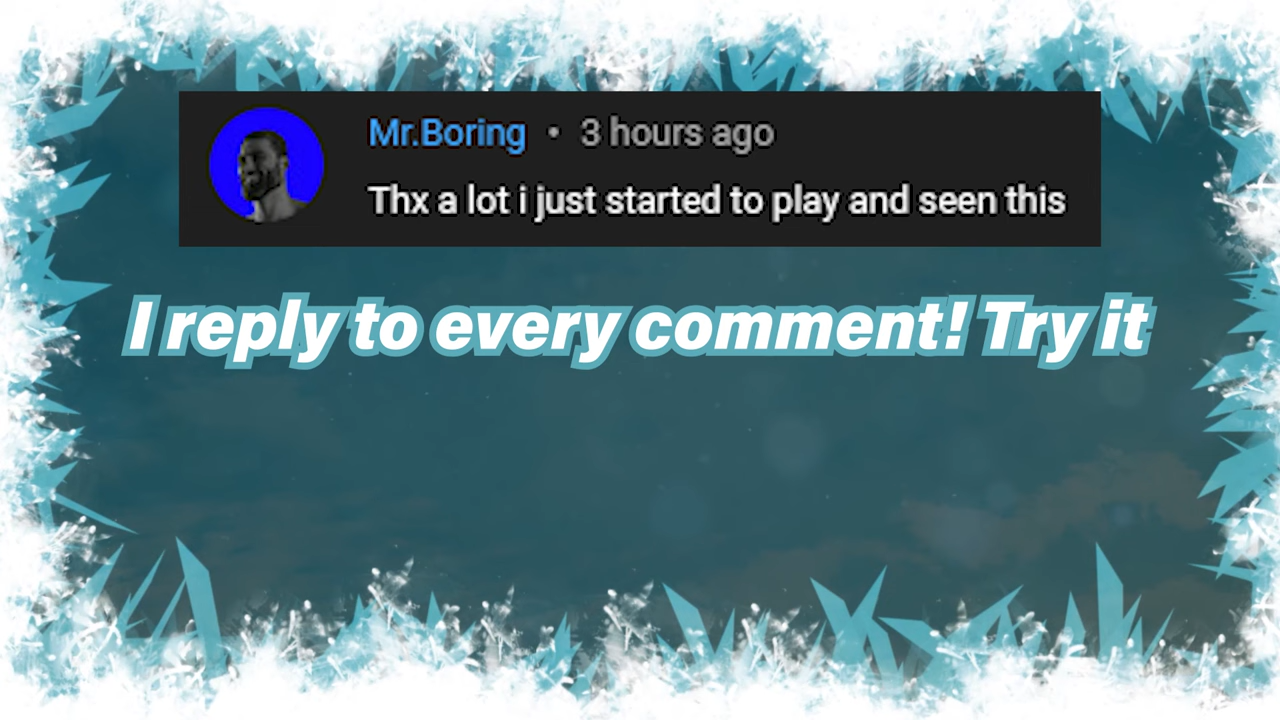 Mr.Boring • 3 hours ago
Thx a lot i just started to play and seen this
I reply to every comment! Try it